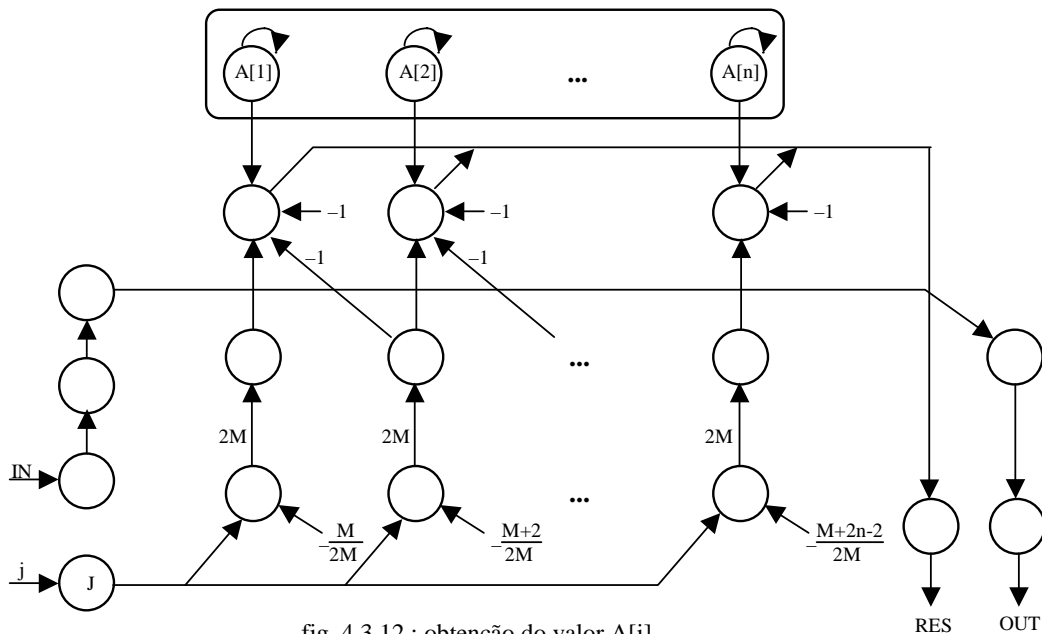 A[1] A[2] ... A[n]
–1 –1 –1
–1 –1
...
2M 2M 2M
IN
...
–M/2M –M+2/2M –M+2n-2/2M
j J
RES OUT
fig. 4.3.12 : obtenção do valor A[j]